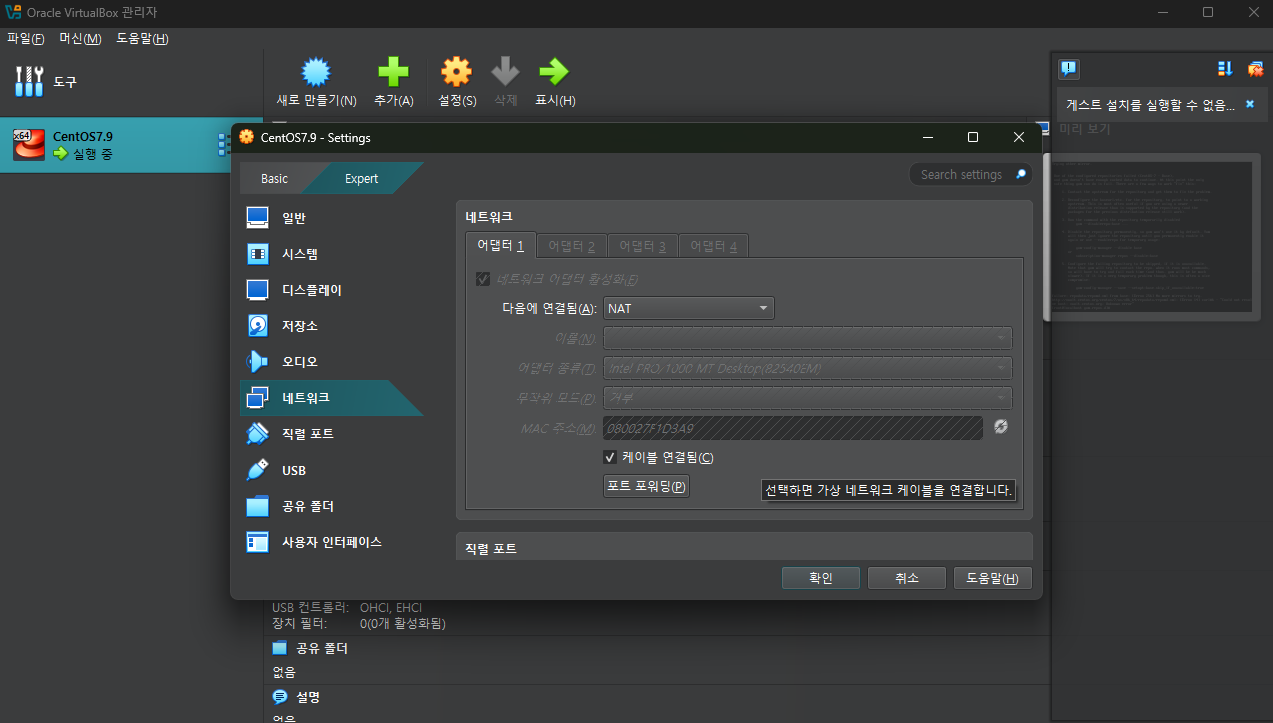 Oracle VirtualBox 관리자
파일(F) 머신(M) 도움말(H)
도구
새로 만들기(N) 추가(A) 설정(S) 삭제 표시(H)
x64
CentOS7.9
실행 중
게스트 설치를 실행할 수 없음...
미리 보기
CentOS7.9 - Settings
Basic Expert
Search settings
일반
시스템
디스플레이
저장소
오디오
네트워크
직렬 포트
USB
공유 폴더
사용자 인터페이스
네트워크
어댑터 1 어댑터 2 어댑터 3 어댑터 4
네트워크 어댑터 활성화(E)
다음에 연결됨(A): NAT
이름(N):
어댑터 종류(T): Intel PRO/1000 MT Desktop(82540EM)
무작위 모드(P): 거부
MAC 주소(M): 080027F1D3A9
케이블 연결됨(C)
포트 포워딩(P)
선택하면 가상 네트워크 케이블을 연결합니다.
직렬 포트
확인 취소 도움말(H)
USB 컨트롤러: OHCI, EHCI
장치 필터: 0(0개 활성화됨)
공유 폴더
없음
설명
없음